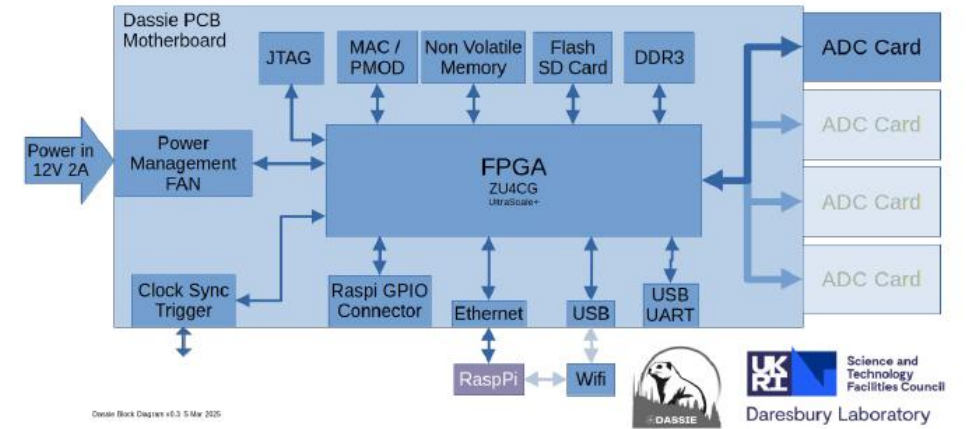 Dassie PCB
Motherboard
JTAG
MAC /
PMOD
Non Volatile
Memory
Flash
SD Card
DDR3
ADC Card
ADC Card
ADC Card
ADC Card
Power in
12V 2A
Power
Management
FAN
FPGA
ZU4CG
UltraScale+
Clock Sync
Trigger
Raspi GPIO
Connector
Ethernet
USB
USB
UART
RaspPi
Wifi
DASSIE
UK
RI
Science and
Technology
Facilities Council
Daresbury Laboratory
Dassie Block Diagram v0.3 5 Mar 2025